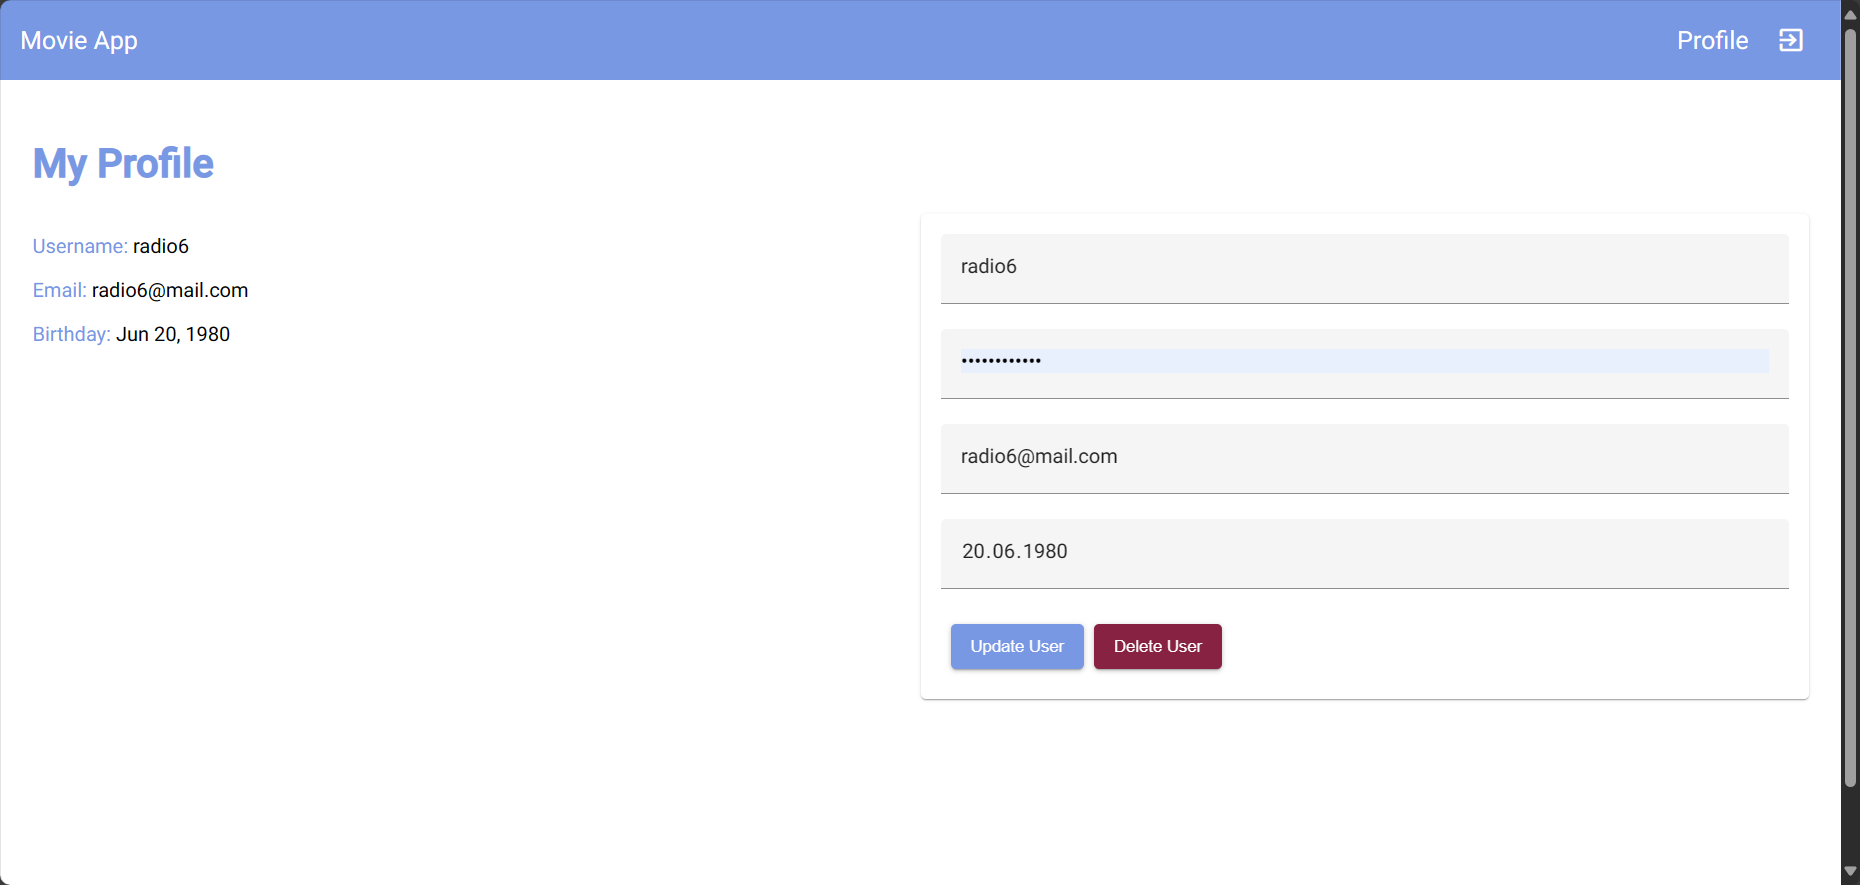 Movie App
Profile
My Profile
Username: radio6
Email: radio6@mail.com
Birthday: Jun 20, 1980
radio6
••••••••••••
radio6@mail.com
20.06.1980
Update User
Delete User